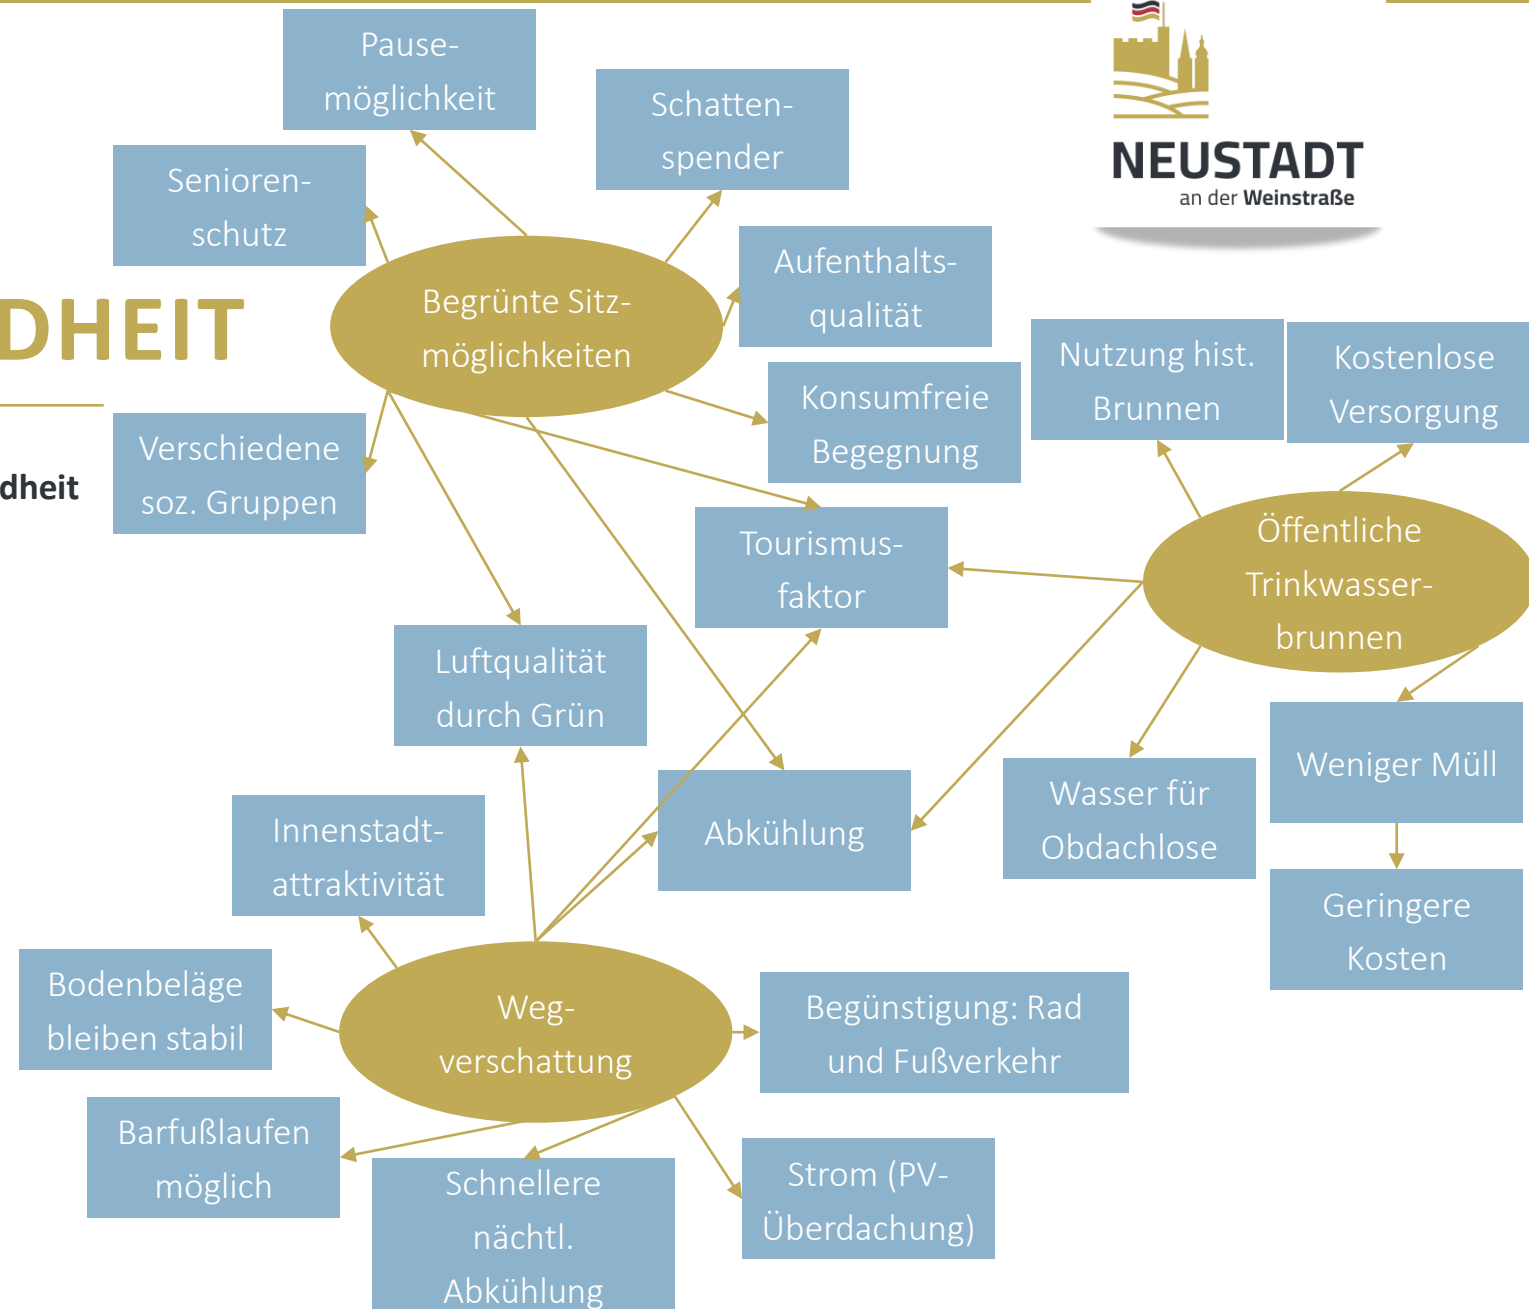 Pause-
möglichkeit
Schatten-
spender
NEUSTADT
an der Weinstraße
Senioren-
schutz
Aufenthalts-
qualität
Begrünte Sitz-
möglichkeiten
DHEIT
Nutzung hist.
Brunnen
Kostenlose
Versorgung
Konsumfreie
Begegnung
Verschiedene
soz. Gruppen
dheit
Tourismus-
faktor
Öffentliche
Trinkwasser-
brunnen
Luftqualität
durch Grün
Weniger Müll
Wasser für
Obdachlose
Abkühlung
Innenstadt-
attraktivität
Geringere
Kosten
Bodenbeläge
bleiben stabil
Weg-
verschattung
Begünstigung: Rad
und Fußverkehr
Barfußlaufen
möglich
Schnellere
nächtl.
Abkühlung
Strom (PV-
Überdachung)